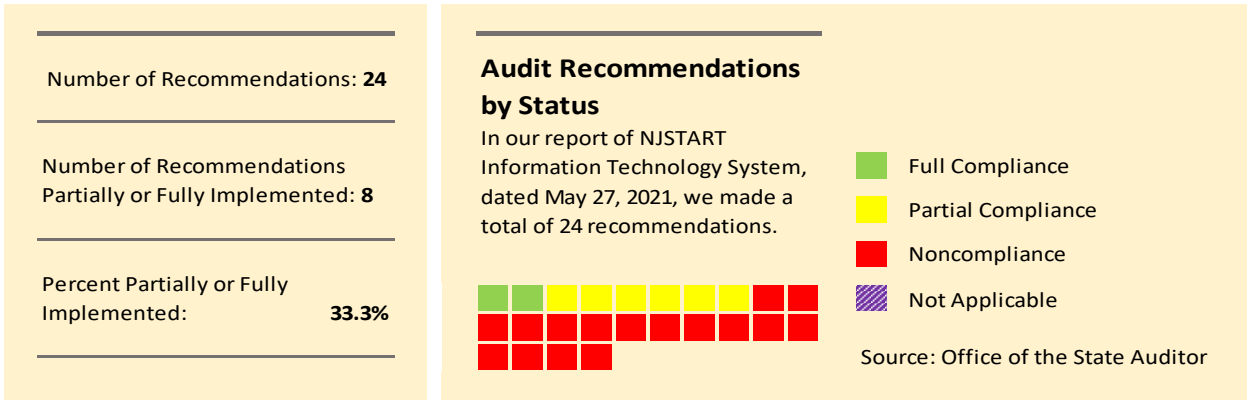 Number of Recommendations: 24
Number of Recommendations
Partially or Fully Implemented: 8
Percent Partially or Fully
Implemented: 33.3%
Audit Recommendations
by Status
In our report of NJSTART
Information Technology System,
dated May 27, 2021, we made a
total of 24 recommendations.
Full Compliance
Partial Compliance
Noncompliance
Not Applicable
Source: Office of the State Auditor